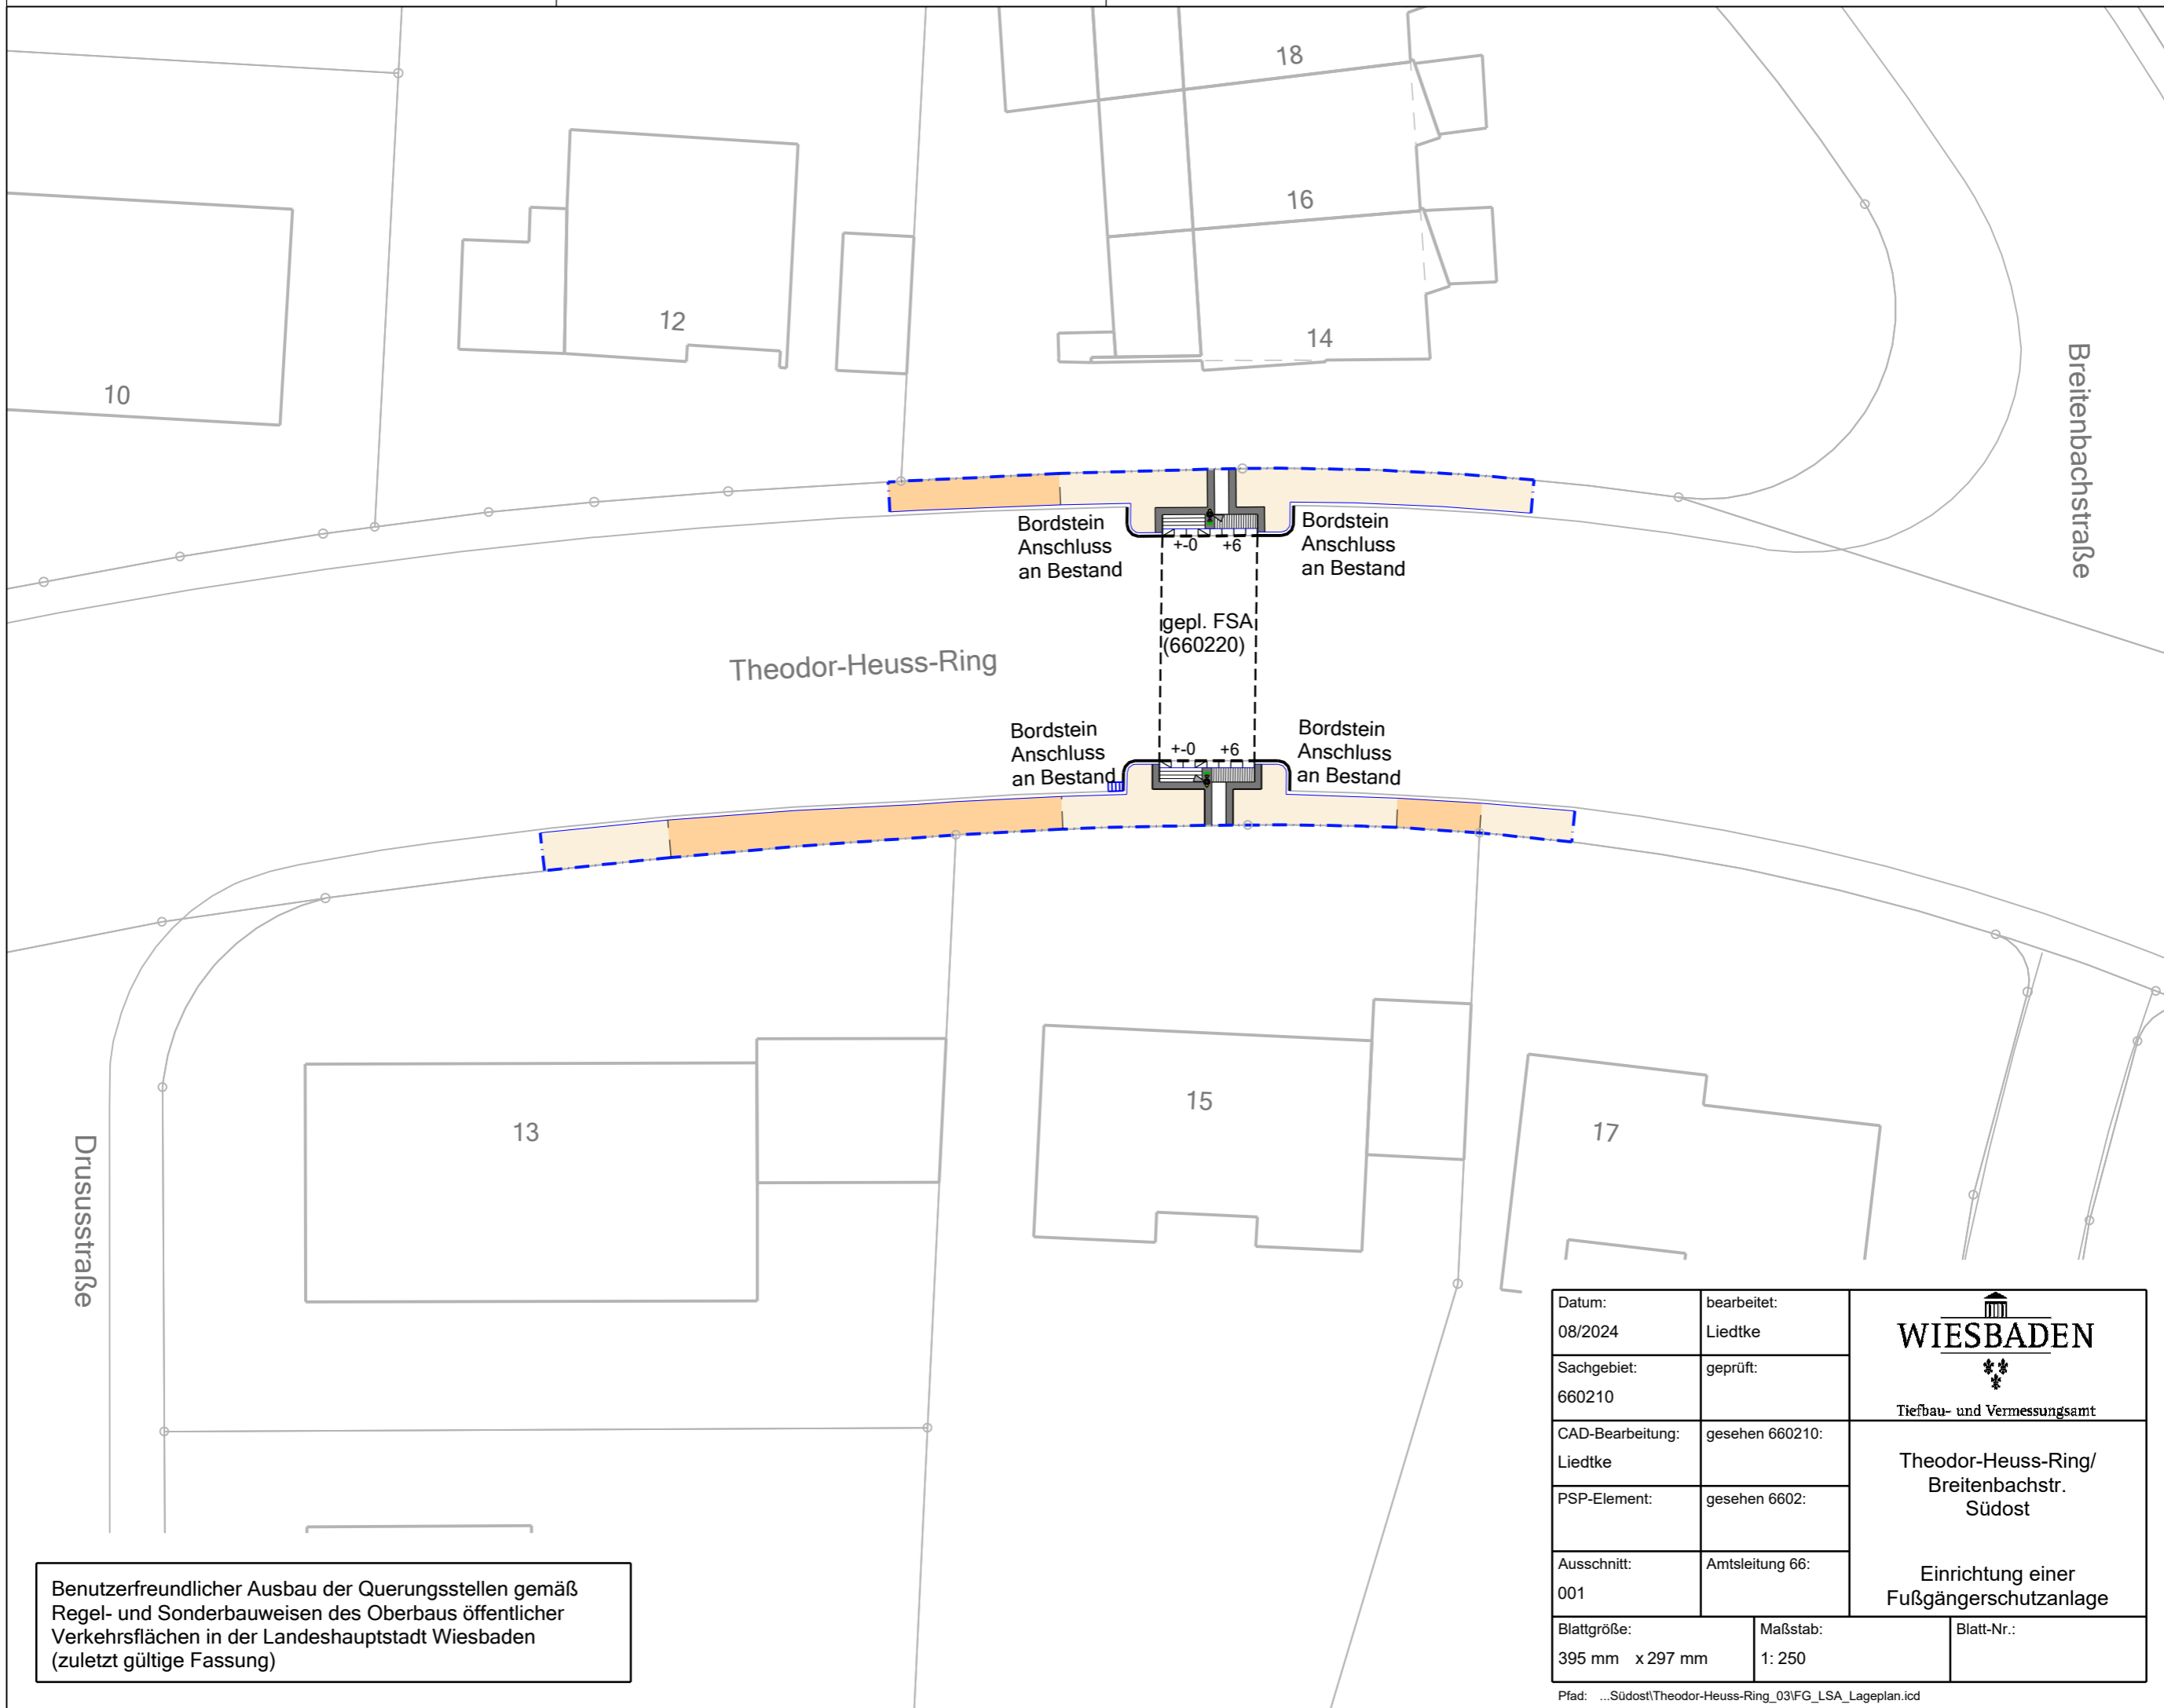 18
16
14
12
10
Breitenbachstraße
Bordstein
Anschluss
an Bestand
+-0
+6
Bordstein
Anschluss
an Bestand
gepl. FSA
(660220)
Theodor-Heuss-Ring
Bordstein
Anschluss
an Bestand
+-0
+6
Bordstein
Anschluss
an Bestand
13
15
17
Drususstraße
Benutzerfreundlicher Ausbau der Querungsstellen gemäß
Regel- und Sonderbauweisen des Oberbaus öffentlicher
Verkehrsflächen in der Landeshauptstadt Wiesbaden
(zuletzt gültige Fassung)
Datum:
08/2024
bearbeitet:
Liedtke
WIESBADEN
Tiefbau- und Vermessungsamt
Sachgebiet:
660210
geprüft:
CAD-Bearbeitung:
Liedtke
gesehen 660210:
Theodor-Heuss-Ring/
Breitenbachstr.
Südost
PSP-Element:
gesehen 6602:
Ausschnitt:
001
Amtsleitung 66:
Einrichtung einer
Fußgängerschutzanlage
Blattgröße:
395 mm x 297 mm
Maßstab:
1: 250
Blatt-Nr.:
Pfad: ...Südost\Theodor-Heuss-Ring_03\FG_LSA_Lageplan.icd